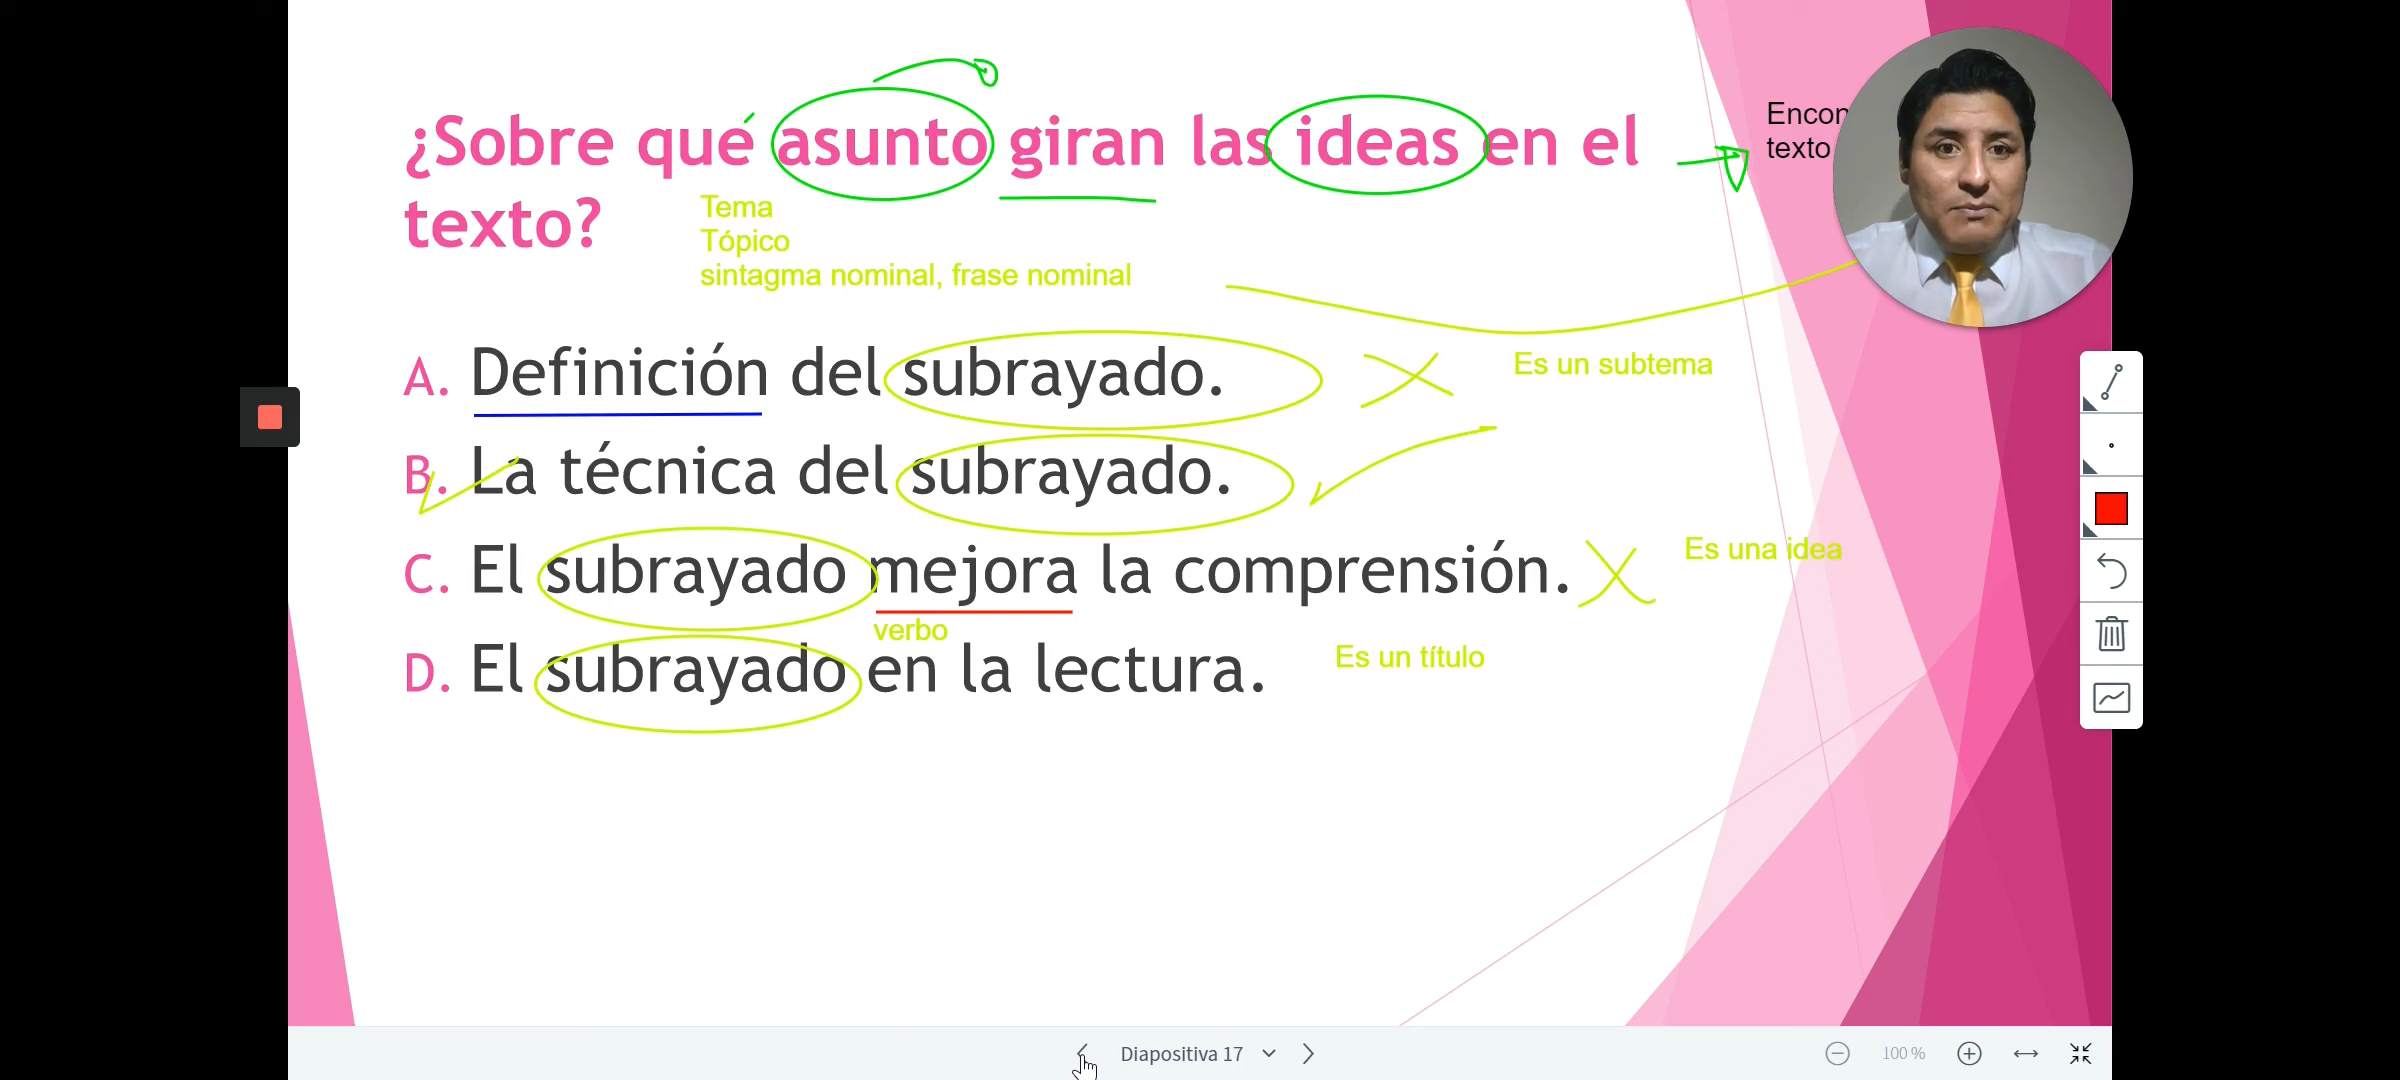 ¿Sobre qué asunto giran las ideas en el
texto?
Tema
Tópico
sintagma nominal, frase nominal
texto
A. Definición del subrayado.
Es un subtema
B. La técnica del subrayado.
C. El subrayado mejora la comprensión.
Es una idea
verbo
D. El subrayado en la lectura.
Es un título
Diapositiva 17
100 %